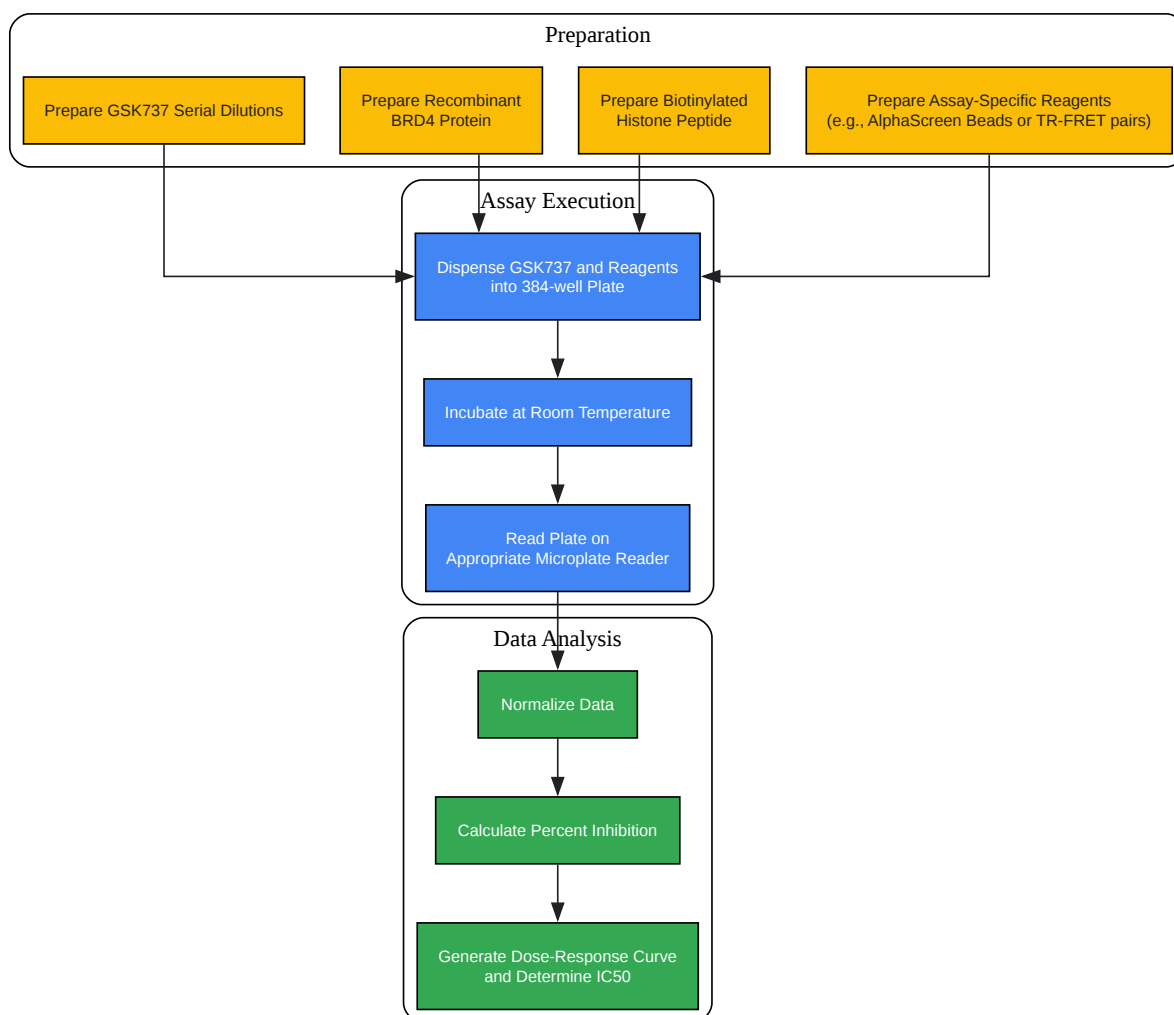 Preparation
Prepare GSK737 Serial Dilutions
Prepare Recombinant
BRD4 Protein
Prepare Biotinylated
Histone Peptide
Prepare Assay-Specific Reagents
(e.g., AlphaScreen Beads or TR-FRET pairs)
Assay Execution
Dispense GSK737 and Reagents
into 384-well Plate
Incubate at Room Temperature
Read Plate on
Appropriate Microplate Reader
Data Analysis
Normalize Data
Calculate Percent Inhibition
Generate Dose-Response Curve
and Determine IC50